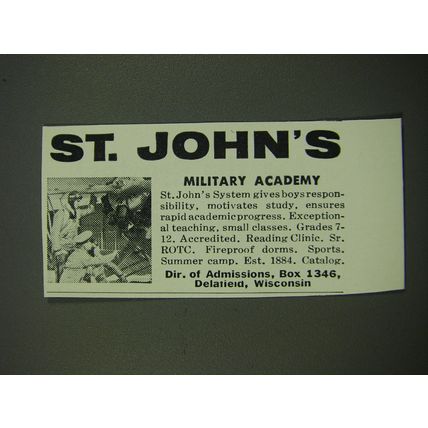 ST. JOHN'S
MILITARY ACADEMY
St. John's System gives boys respon-
sibility, motivates study, ensures
rapid academic progress. Exception-
al teaching, small classes. Grades 7-
12. Accredited. Reading Clinic. Sr.
ROTC. Fireproof dorms. Sports.
Summer camp. Est. 1884. Catalog.
Dir. of Admissions, Box 1346,
Delafield, Wisconsin